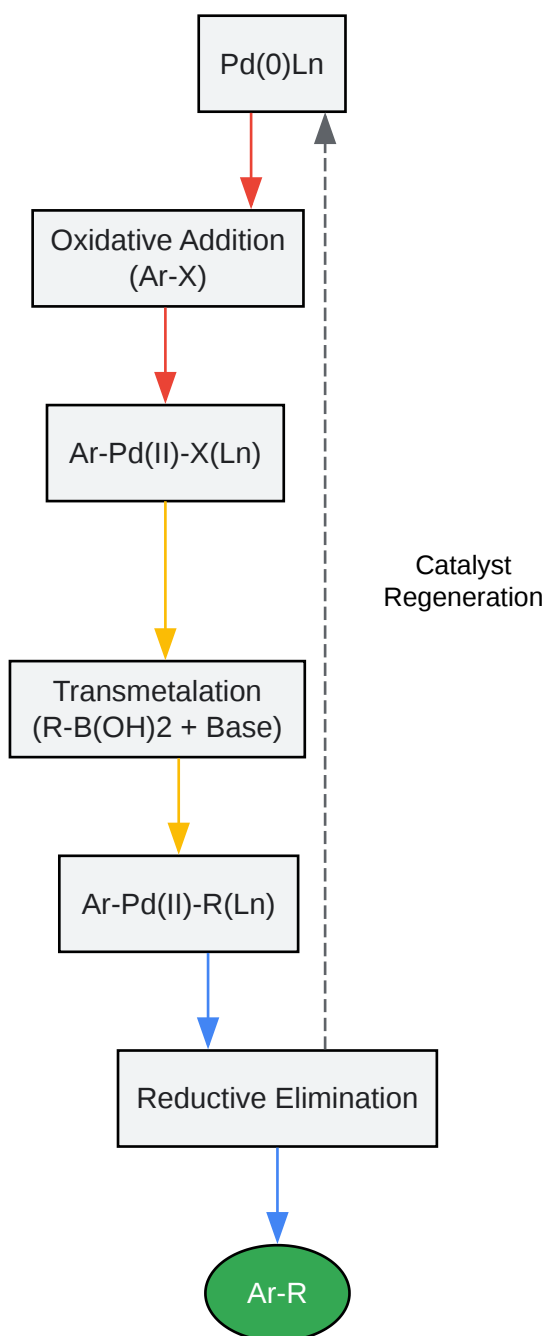 Pd(0)Ln
Oxidative Addition
(Ar-X)
Ar-Pd(II)-X(Ln)
Catalyst
Regeneration
Transmetalation
(R-B(OH)2 + Base)
Ar-Pd(II)-R(Ln)
Reductive Elimination
Ar-R